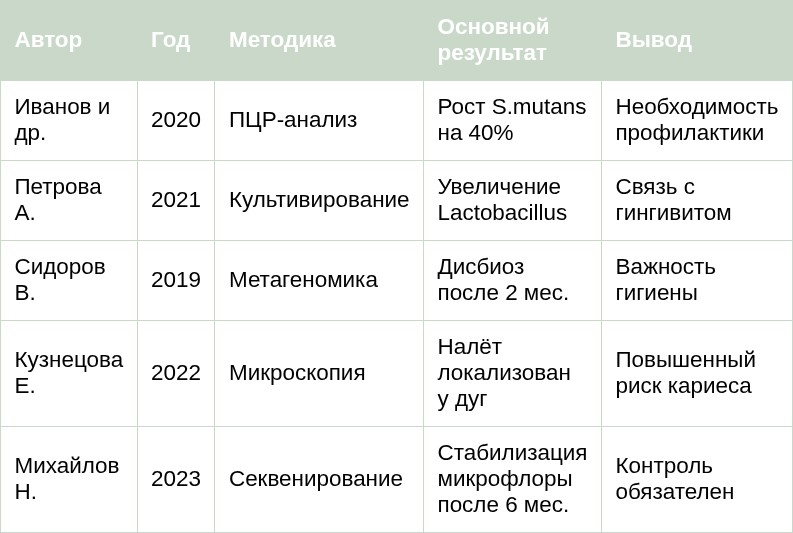 Автор
Год
Методика
Основной
результат
Вывод
Иванов и
др.
2020
ПЦР-анализ
Рост S.mutans
на 40%
Необходимость
профилактики
Петрова
А.
2021
Культивирование
Увеличение
Lactobacillus
Связь с
гингивитом
Сидоров
В.
2019
Метагеномика
Дисбиоз
после 2 мес.
Важность
гигиены
Кузнецова
Е.
2022
Микроскопия
Налёт
локализован
у дуг
Повышенный
риск кариеса
Михайлов
Н.
2023
Секвенирование
Стабилизация
микрофлоры
после 6 мес.
Контроль
обязателен